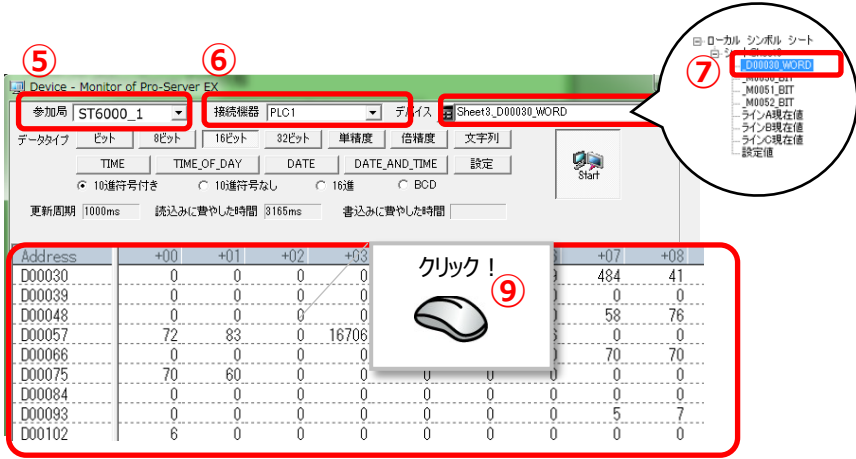 ⑤
⑥
⑦
ローカル シンボル シート
_D00030_WORD
_M0051_BIT
_M0052_BIT
ラインA現在値
ラインB現在値
ラインC現在値
設定値
Device - Monitor of Pro-Server EX
参加局 ST6000_1 接続機器 PLC1 デバイス Sheet3_D00030_WORD
データタイプ ビット 8ビット 16ビット 32ビット 単精度 倍精度 文字列
TIME TIME_OF_DAY DATE DATE_AND_TIME 設定
Start
10進符号付き 10進符号なし 16進 BCD
更新周期 1000ms 読込みに費やした時間 3165ms 書込みに費やした時間
Address +00 +01 +02 +03 +07 +08
D00030 0 0 0 0 484 41
D00039 0 0 0 0 0 0
D00048 0 0 0 0 58 76
D00057 72 83 0 16706 0 0
D00066 0 0 0 0 70 70
D00075 70 60 0 0 0 0 0 0 0
D00084 0 0 0 0 0 0 0 0 0
D00093 0 0 0 0 0 0 0 5 7
D00102 6 0 0 0 0 0 0 0 0
クリック！
⑨